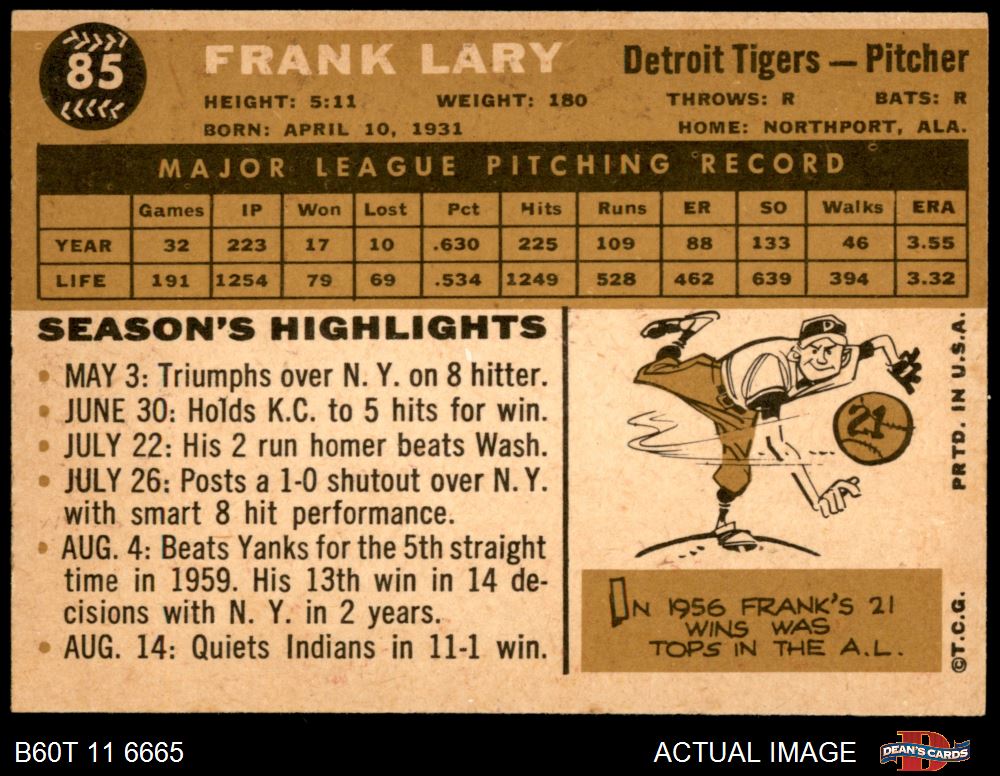 85
FRANK LARY
Detroit Tigers — Pitcher
HEIGHT: 5:11 WEIGHT: 180 THROWS: R BATS: R
BORN: APRIL 10, 1931 HOME: NORTHPORT, ALA.
MAJOR LEAGUE PITCHING RECORD
Games IP Won Lost Pct Hits Runs ER SO Walks ERA
YEAR 32 223 17 10 .630 225 109 88 133 46 3.55
LIFE 191 1254 79 69 .534 1249 528 462 639 394 3.32
SEASON'S HIGHLIGHTS
• MAY 3: Triumphs over N. Y. on 8 hitter.
• JUNE 30: Holds K.C. to 5 hits for win.
• JULY 22: His 2 run homer beats Wash.
• JULY 26: Posts a 1-0 shutout over N. Y.
with smart 8 hit performance.
• AUG. 4: Beats Yanks for the 5th straight
time in 1959. His 13th win in 14 de-
cisions with N. Y. in 2 years.
• AUG. 14: Quiets Indians in 11-1 win.
D
21
IN 1956 FRANK'S 21
WINS WAS
TOPS IN THE A.L.
PRTD. IN U.S.A.
©T.C.G.
B60T 11 6665
ACTUAL IMAGE
D
DEAN'S CARDS